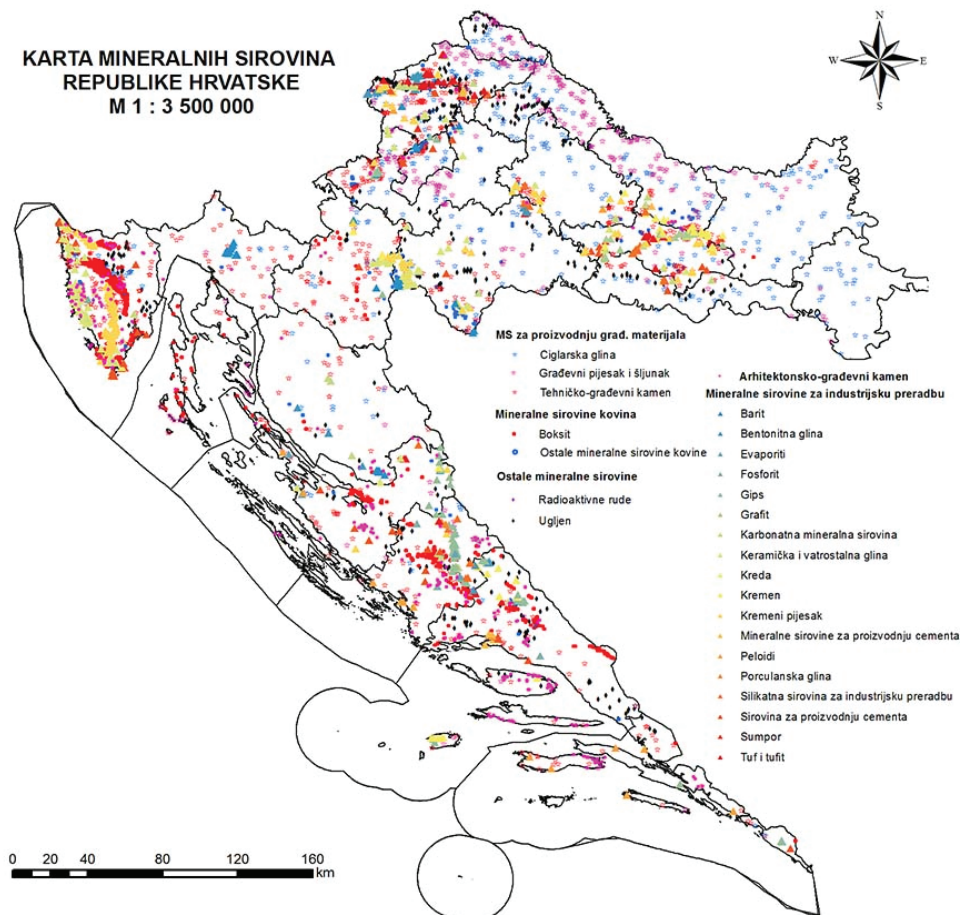 KARTA MINERALNIH SIROVINA
REPUBLIKE HRVATSKE
M 1 : 3 500 000
N
W
E
S
MS za proizvodnju građ. materijala
Ciglarska glina
Građevni pijesak i šljunak
Tehničko-građevni kamen
Mineralne sirovine kovina
Boksit
Ostale mineralne sirovine kovine
Ostale mineralne sirovine
Radioaktivne rude
Ugljen
Arhitektonsko-građevni kamen
Mineralne sirovine za industrijsku preradbu
Barit
Bentonitna glina
Evaporiti
Fosforit
Gips
Grafit
Karbonatna mineralna sirovina
Keramička i vatrostalna glina
Kreda
Kremen
Kremeni pijesak
Mineralne sirovine za proizvodnju cementa
Peloidi
Porculanska glina
Silikatna sirovina za industrijsku preradbu
Sirovina za proizvodnju cementa
Sumpor
Tuf i tufit
0 20 40 80 120 160
km